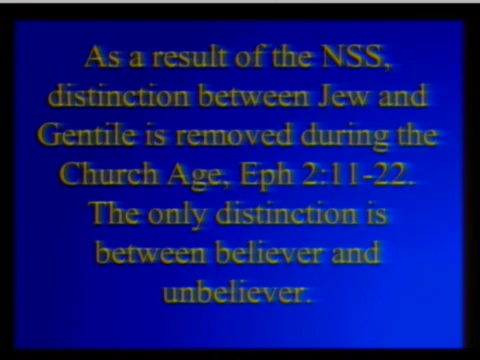 As a result of the NSS,
distinction between Jew and
Gentile is removed during the
Church Age, Eph 2:11-22.
The only distinction is
between believer and
unbeliever.